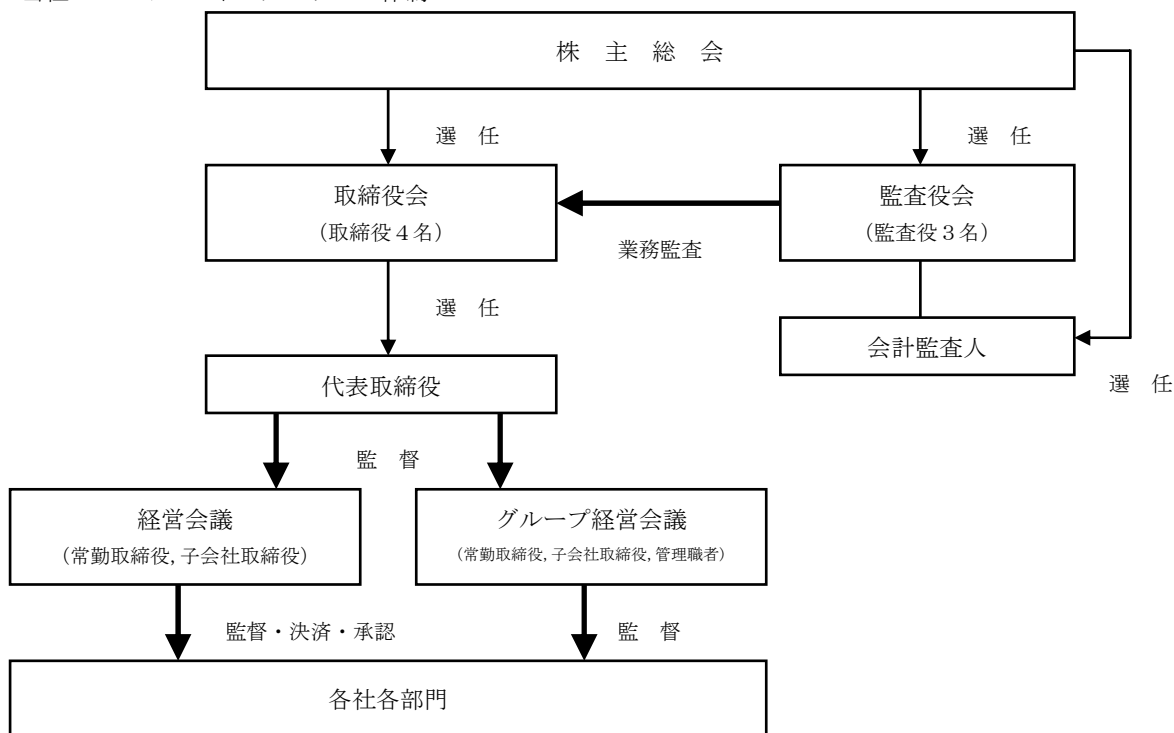 株 主 総 会
選 任
選 任
取締役会
(取締役4名)
監査役会
(監査役3名)
業務監査
選 任
会計監査人
選 任
代表取締役
監 督
経営会議
(常勤取締役,子会社取締役)
グループ経営会議
(常勤取締役,子会社取締役,管理職者)
監督・決済・承認
監 督
各社各部門